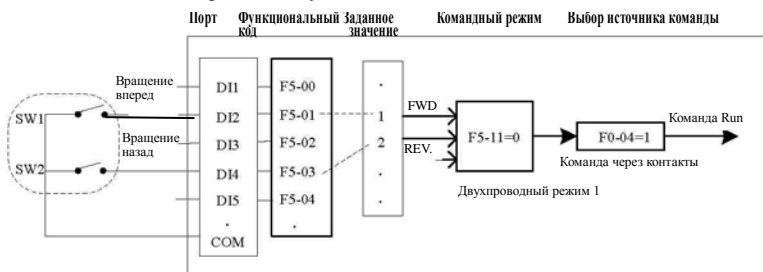 Порт Функциональный код Заданное значение Командный режим Выбор источника команды
Вращение вперед
SW1
Вращение назад
SW2
DI1 F5-00 .
DI2 F5-01 1 FWD
DI3 F5-02 2 REV.
DI4 F5-03 .
DI5 F5-04 .
. .
COM
F5-11=0
Двухпроводный режим 1
F0-04=1
Команда через контакты
Команда Run